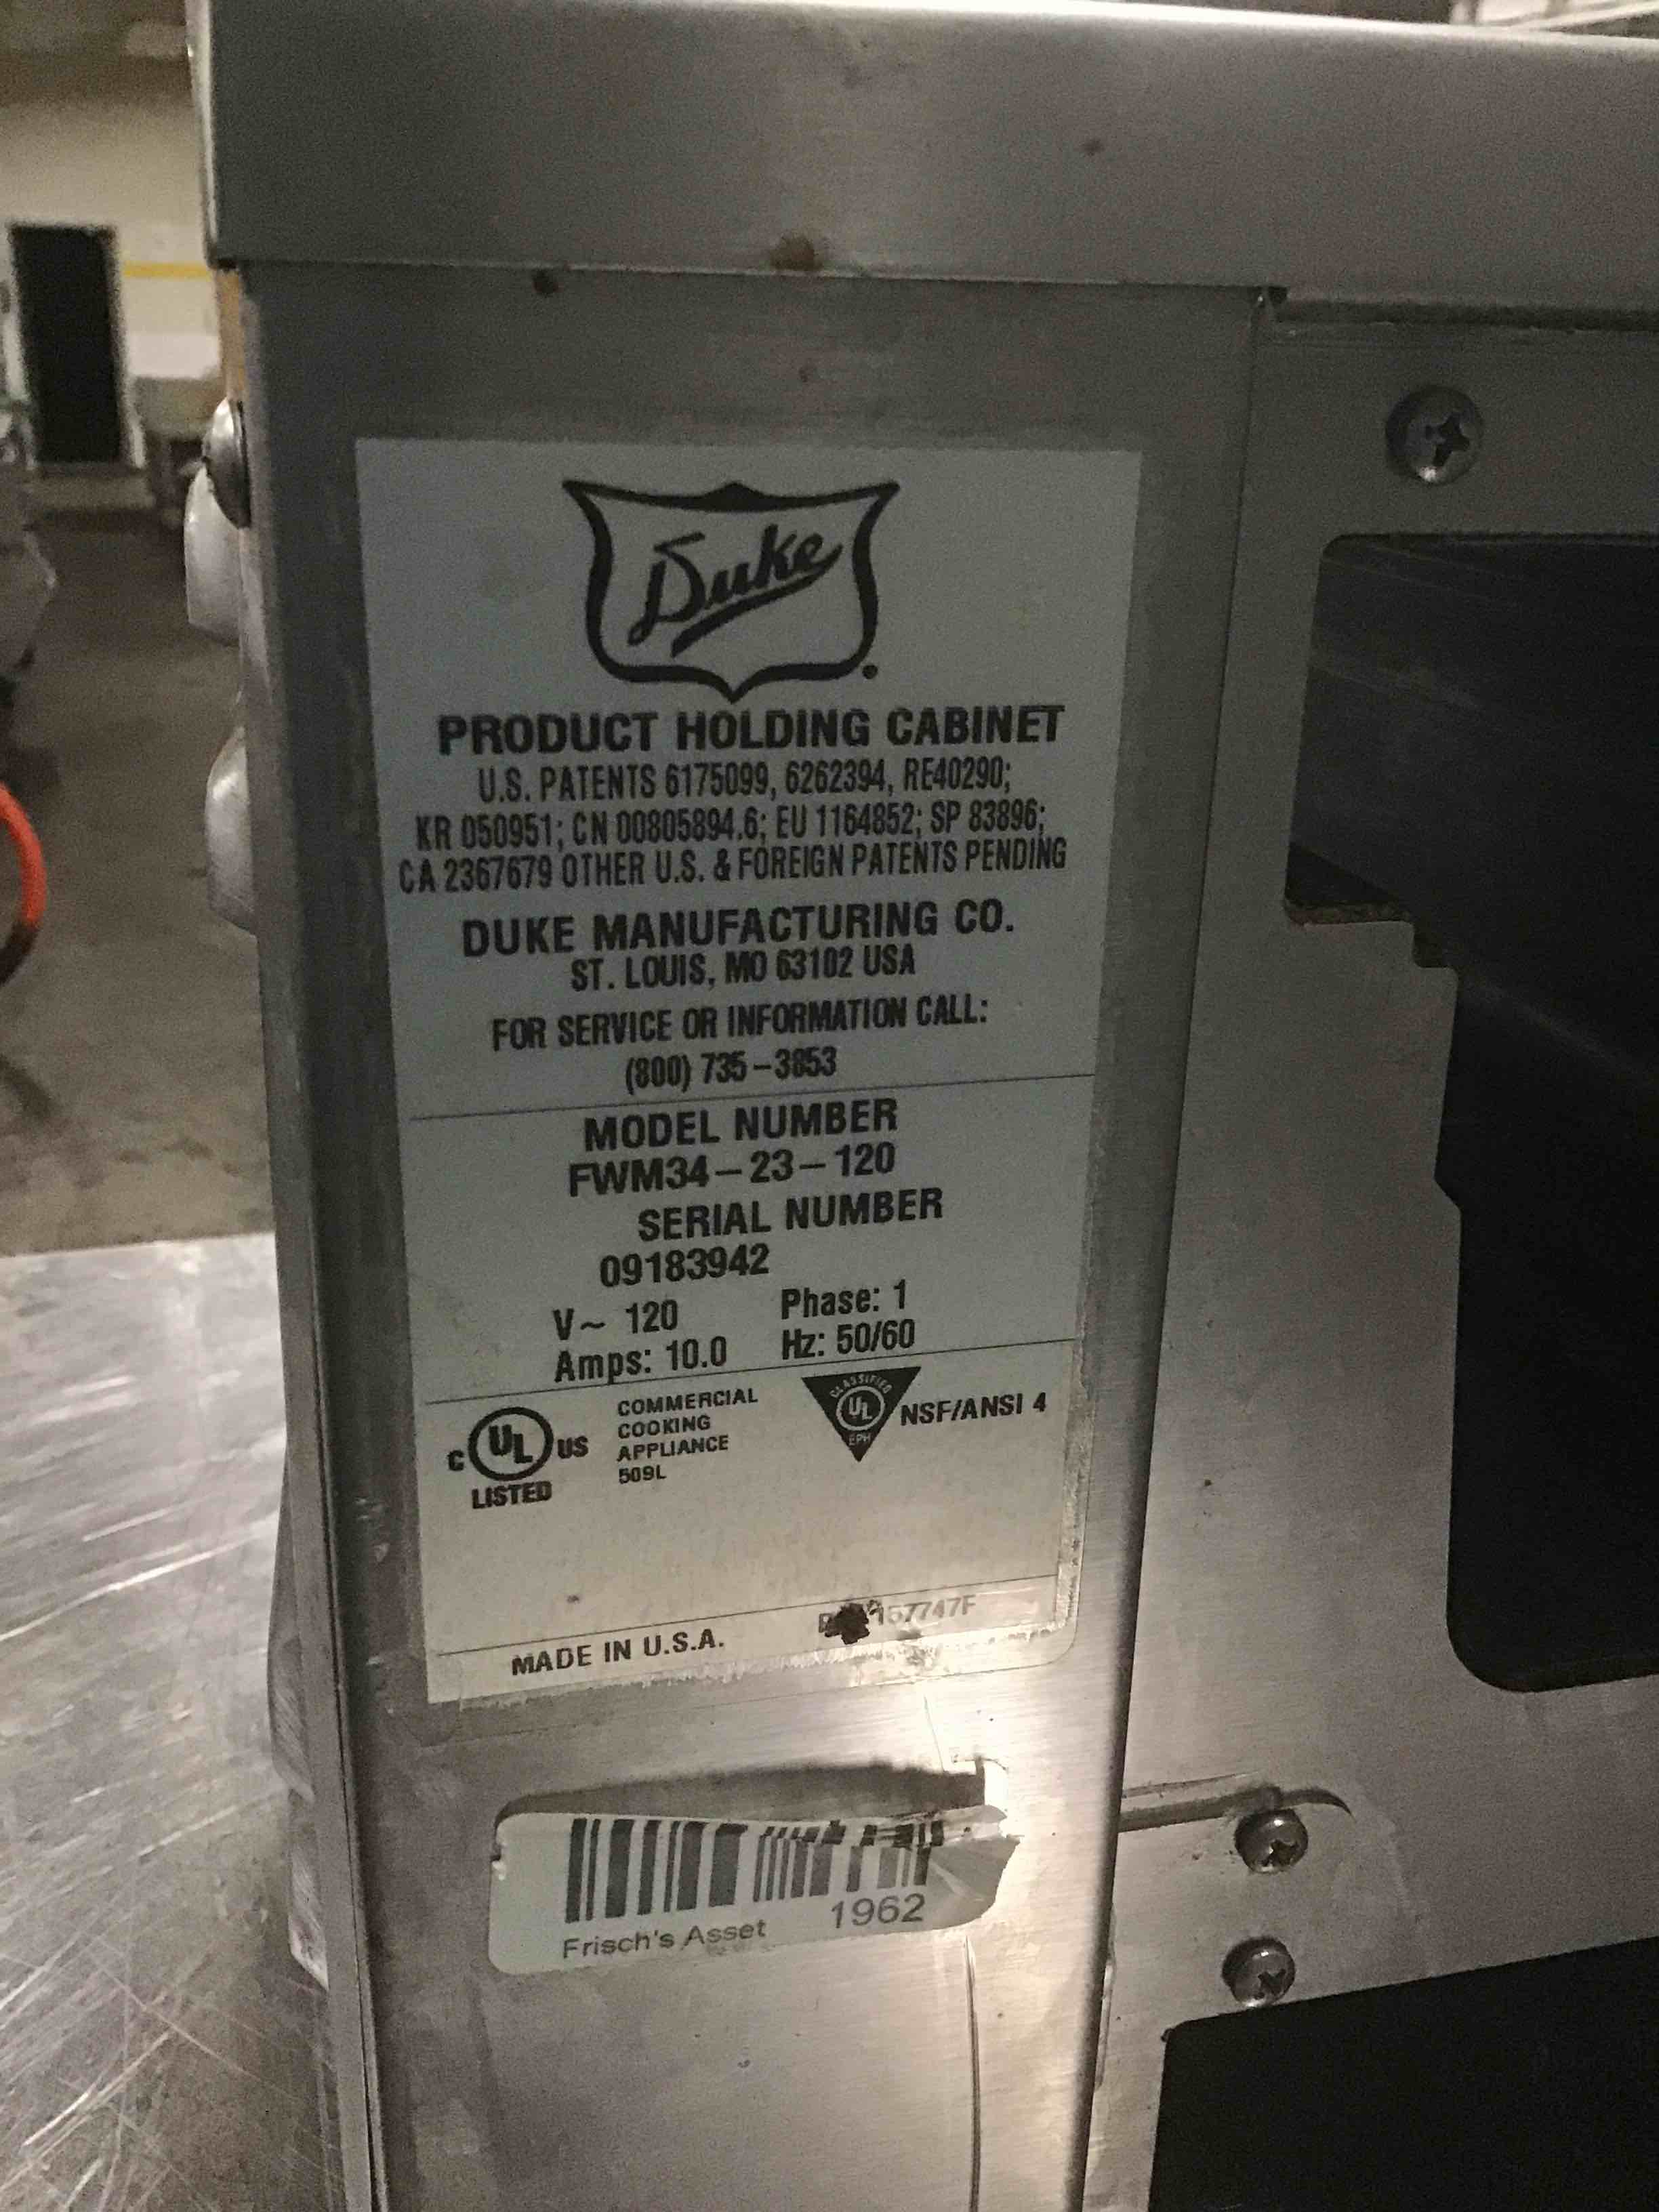 Duke
PRODUCT HOLDING CABINET
U.S. PATENTS 6175099, 6262394, RE40290;
KR 050951; CN 00805894.6; EU 1164852; SP 83896;
CA 2367679 OTHER U.S. & FOREIGN PATENTS PENDING
DUKE MANUFACTURING CO.
ST. LOUIS, MO 63102 USA
FOR SERVICE OR INFORMATION CALL:
(800) 735-3853
MODEL NUMBER
FWM34-23-120
SERIAL NUMBER
09183942
V~ 120 Phase: 1
Amps: 10.0 Hz: 50/60
C UL US LISTED
COMMERCIAL
COOKING
APPLIANCE
509L
CLASSIFIED
UL
EPH
NSF/ANSI 4
MADE IN U.S.A.
Frisch's Asset 1962